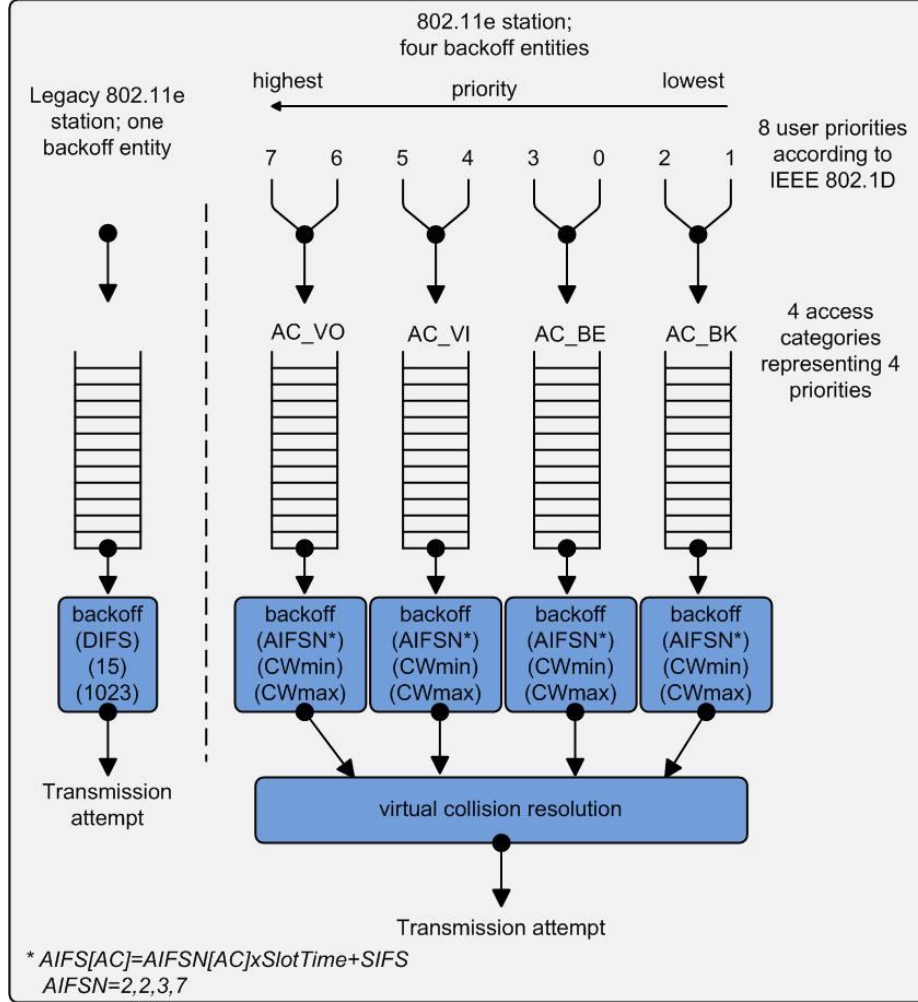 802.11e station;
four backoff entities
highest
priority
lowest
Legacy 802.11e
station; one
backoff entity
8 user priorities
according to
IEEE 802.1D
7 6 5 4 3 0 2 1
AC_VO AC_VI AC_BE AC_BK
4 access
categories
representing 4
priorities
backoff
(DIFS)
(15)
(1023)
backoff
(AIFSN*)
(CWmin)
(CWmax)
backoff
(AIFSN*)
(CWmin)
(CWmax)
backoff
(AIFSN*)
(CWmin)
(CWmax)
backoff
(AIFSN*)
(CWmin)
(CWmax)
Transmission
attempt
virtual collision resolution
Transmission attempt
* AIFS[AC]=AIFSN[AC]xSlotTime+SIFS
AIFSN=2,2,3,7